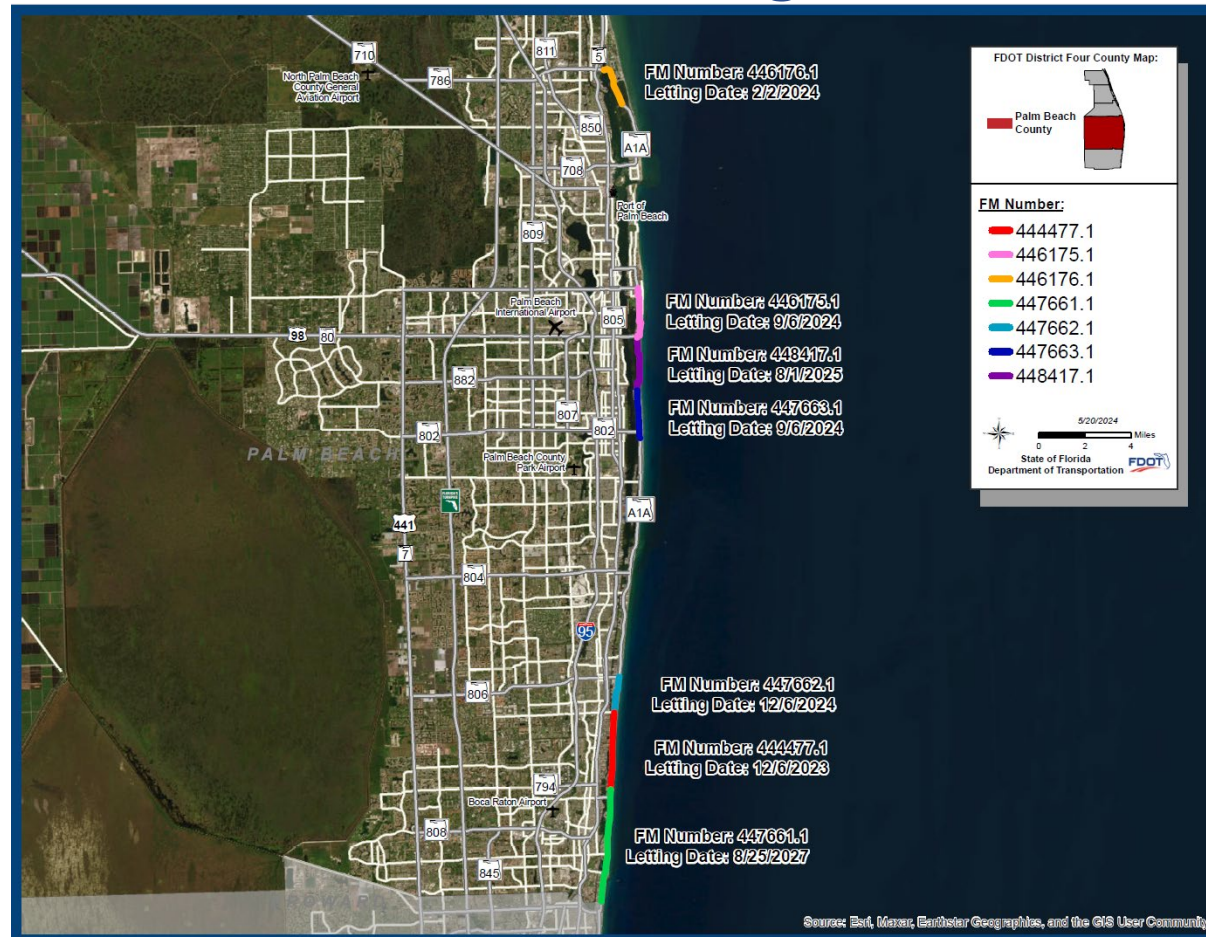 710
811
5
North Palm Beach
County General
Aviation Airport
786
FM Number: 446176.1
Letting Date: 2/2/2024
850
A1A
708
Port of
Palm Beach
809
Palm Beach
International Airport
805
FM Number: 446175.1
Letting Date: 9/6/2024
98
80
882
FM Number: 448417.1
Letting Date: 8/1/2025
807
FM Number: 447663.1
Letting Date: 9/6/2024
802
802
PALM BEACH
Palm Beach County
Park Airport
A1A
441
7
804
95
806
FM Number: 447662.1
Letting Date: 12/6/2024
FM Number: 444477.1
Letting Date: 12/6/2023
794
Boca Raton Airport
808
FM Number: 447661.1
Letting Date: 8/25/2027
845
BROWARD
Source: Esri, Maxar, Earthstar Geographics, and the GIS User Community
FDOT District Four County Map:
Palm Beach
County
FM Number:
444477.1
446175.1
446176.1
447661.1
447662.1
447663.1
448417.1
5/20/2024
0 2 4 Miles
State of Florida
Department of Transportation
FDOT